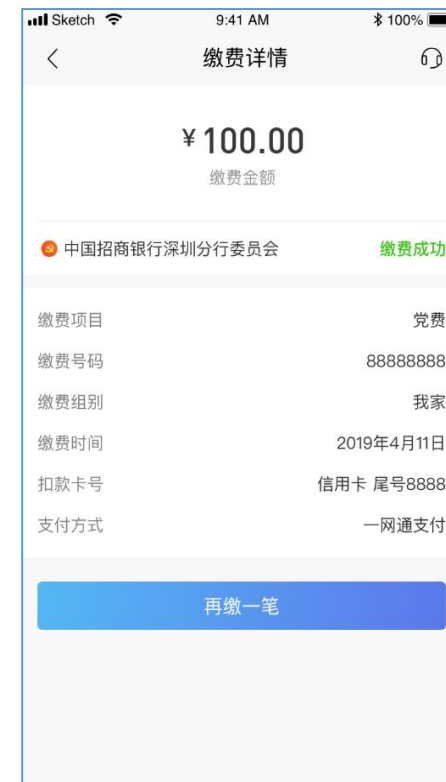 Sketch 9:41 AM 100%
缴费详情
¥ 100.00
缴费金额
中国招商银行深圳分行委员会 缴费成功
缴费项目 党费
缴费号码 88888888
缴费组别 我家
缴费时间 2019年4月11日
扣款卡号 信用卡 尾号8888
支付方式 一网通支付
再缴一笔